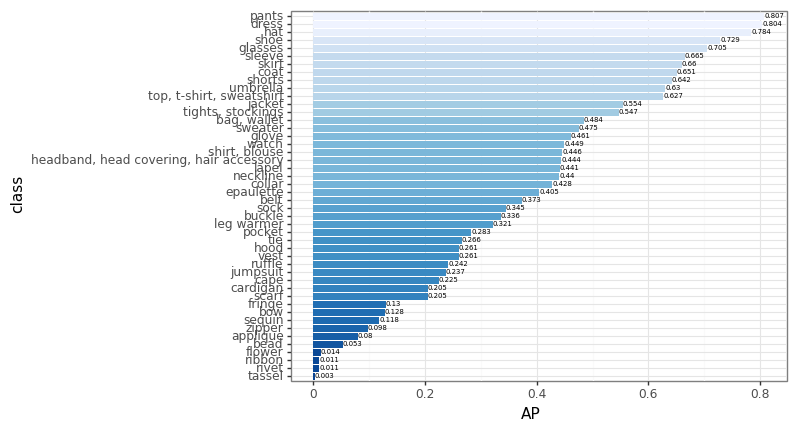 pants 0.807
dress 0.804
hat 0.784
shoe 0.729
glasses 0.705
sleeve 0.665
skirt 0.66
coat 0.651
shorts 0.642
umbrella 0.63
top, t-shirt, sweatshirt 0.627
jacket 0.554
tights, stockings 0.547
bag, wallet 0.484
sweater 0.475
glove 0.461
watch 0.449
shirt, blouse 0.446
headband, head covering, hair accessory 0.444
lapel 0.441
neckline 0.44
collar 0.428
epaulette 0.405
belt 0.373
sock 0.345
buckle 0.336
leg warmer 0.321
pocket 0.283
tie 0.266
hood 0.261
vest 0.261
ruffle 0.242
jumpsuit 0.237
cape 0.225
cardigan 0.205
scarf 0.205
fringe 0.13
bow 0.128
sequin 0.118
zipper 0.098
applique 0.08
bead 0.053
flower 0.014
ribbon 0.011
rivet 0.011
tassel 0.003
0 0.2 0.4 0.6 0.8
AP
class